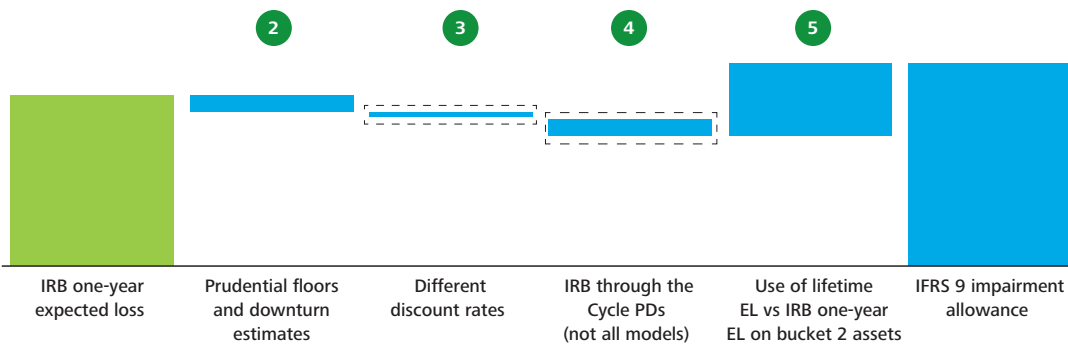 2
3
4
5
IRB one-year
expected loss
Prudential floors
and downturn
estimates
Different
discount rates
IRB through the
Cycle PDs
(not all models)
Use of lifetime
EL vs IRB one-year
EL on bucket 2 assets
IFRS 9 impairment
allowance